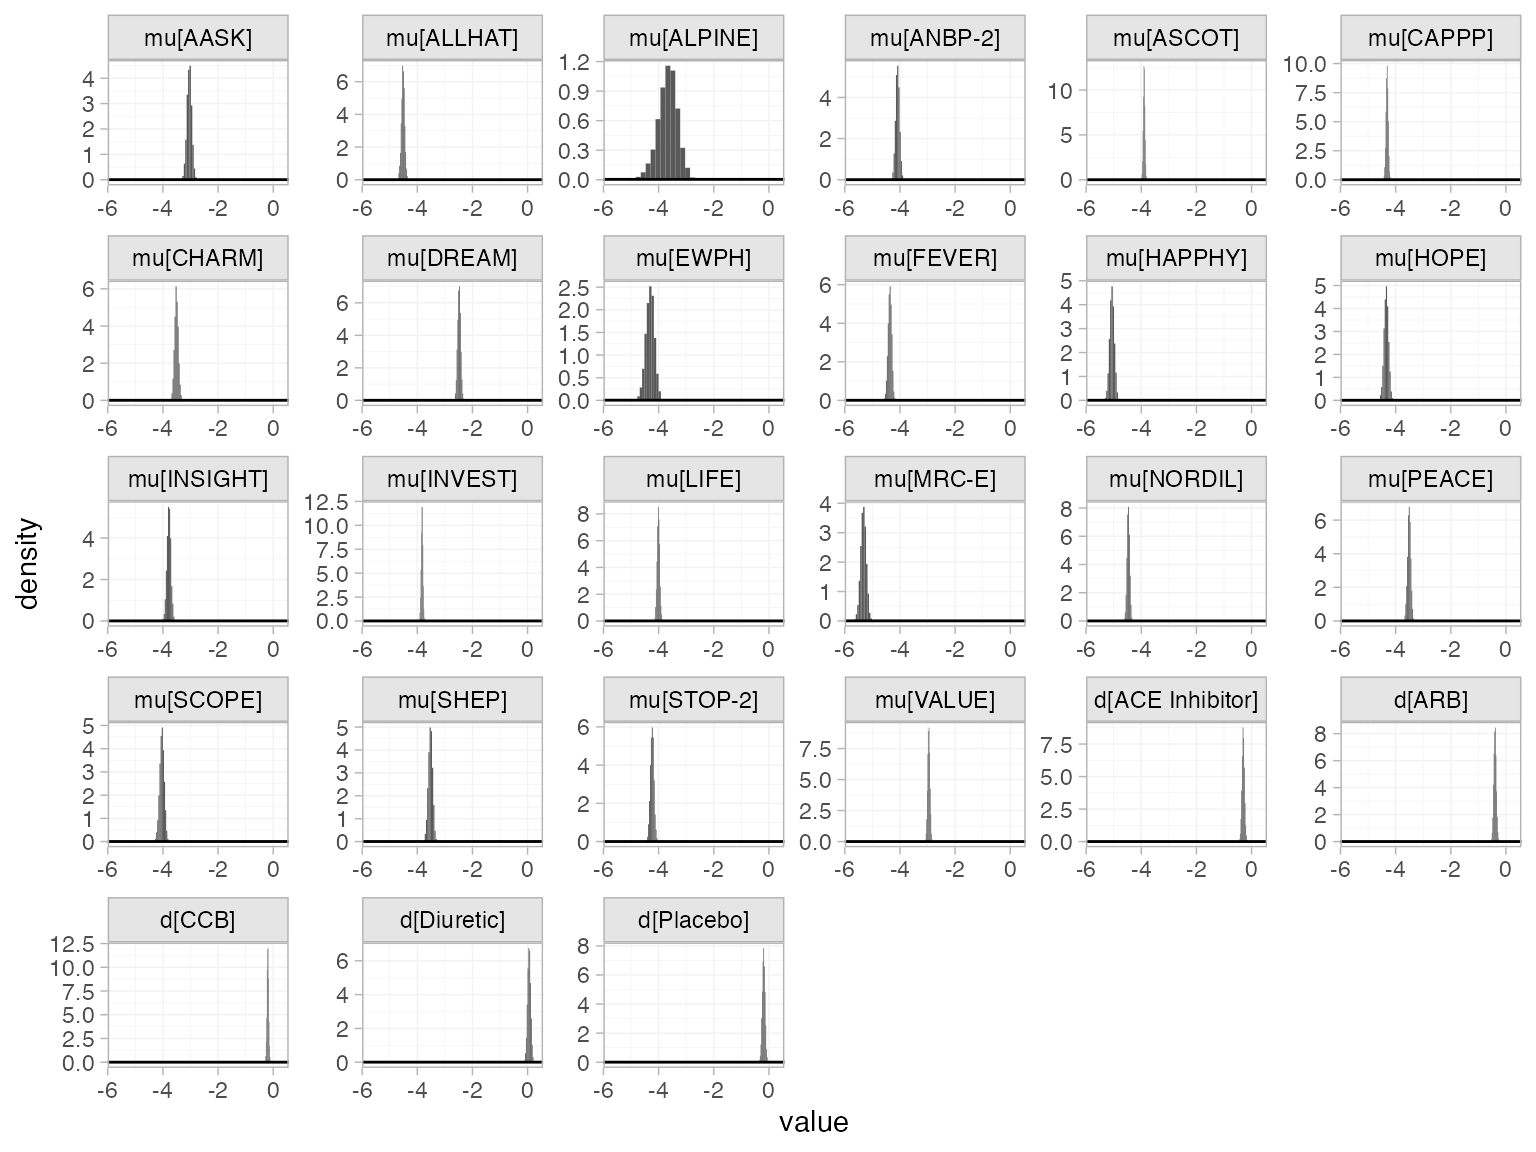 mu[AASK] mu[ALLHAT] mu[ALPINE] mu[ANBP-2] mu[ASCOT] mu[CAPPP]
4 3 2 1 0
6 4 2 0
1.2 0.9 0.6 0.3 0.0
4 2 0
10 5 0
10.0 7.5 5.0 2.5 0.0
-6 -4 -2 0 -6 -4 -2 0 -6 -4 -2 0 -6 -4 -2 0 -6 -4 -2 0 -6 -4 -2 0
mu[CHARM] mu[DREAM] mu[EWPH] mu[FEVER] mu[HAPPHY] mu[HOPE]
6 4 2 0
6 4 2 0
2.5 2.0 1.5 1.0 0.5 0.0
6 4 2 0
5 4 3 2 1 0
5 4 3 2 1 0
-6 -4 -2 0 -6 -4 -2 0 -6 -4 -2 0 -6 -4 -2 0 -6 -4 -2 0 -6 -4 -2 0
density
mu[INSIGHT] mu[INVEST] mu[LIFE] mu[MRC-E] mu[NORDIL] mu[PEACE]
4 2 0
12.5 10.0 7.5 5.0 2.5 0.0
8 6 4 2 0
4 3 2 1 0
8 6 4 2 0
6 4 2 0
-6 -4 -2 0 -6 -4 -2 0 -6 -4 -2 0 -6 -4 -2 0 -6 -4 -2 0 -6 -4 -2 0
mu[SCOPE] mu[SHEP] mu[STOP-2] mu[VALUE] d[ACE Inhibitor] d[ARB]
5 4 3 2 1 0
5 4 3 2 1 0
6 4 2 0
7.5 5.0 2.5 0.0
7.5 5.0 2.5 0.0
8 6 4 2 0
-6 -4 -2 0 -6 -4 -2 0 -6 -4 -2 0 -6 -4 -2 0 -6 -4 -2 0 -6 -4 -2 0
d[CCB] d[Diuretic] d[Placebo]
12.5 10.0 7.5 5.0 2.5 0.0
6 4 2 0
8 6 4 2 0
-6 -4 -2 0 -6 -4 -2 0 -6 -4 -2 0
value